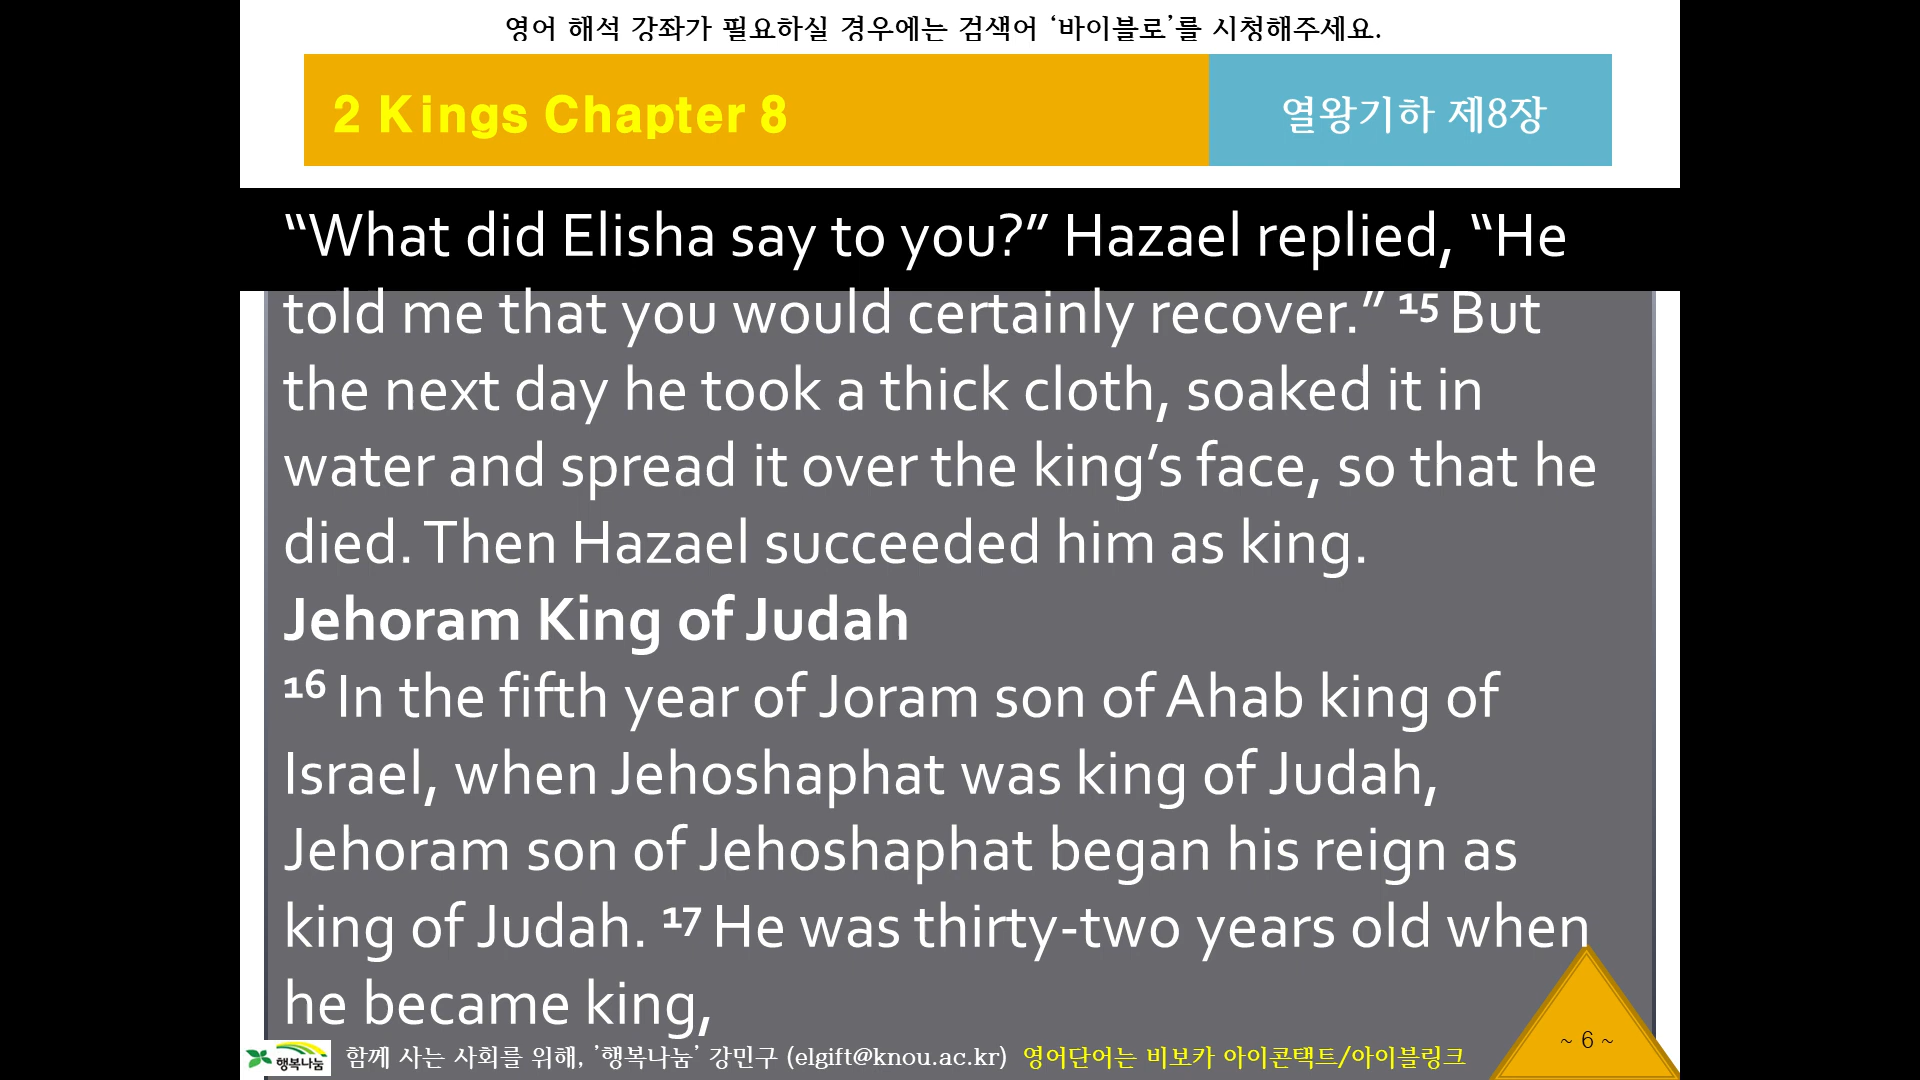 영어 해석 강좌가 필요하실 경우에는 검색어 ‘바이블로’를 시청해주세요.
2 Kings Chapter 8
열왕기하 제8장
“What did Elisha say to you?” Hazael replied, “He
told me that you would certainly recover.” 15 But
the next day he took a thick cloth, soaked it in
water and spread it over the king’s face, so that he
died. Then Hazael succeeded him as king.
Jehoram King of Judah
16 In the fifth year of Joram son of Ahab king of
Israel, when Jehoshaphat was king of Judah,
Jehoram son of Jehoshaphat began his reign as
king of Judah. 17 He was thirty-two years old when
he became king,
~ 6 ~
행복나눔
함께 사는 사회를 위해, ’행복나눔’ 강민구 (elgift@knou.ac.kr) 영어단어는 비보카 아이콘택트/아이블링크